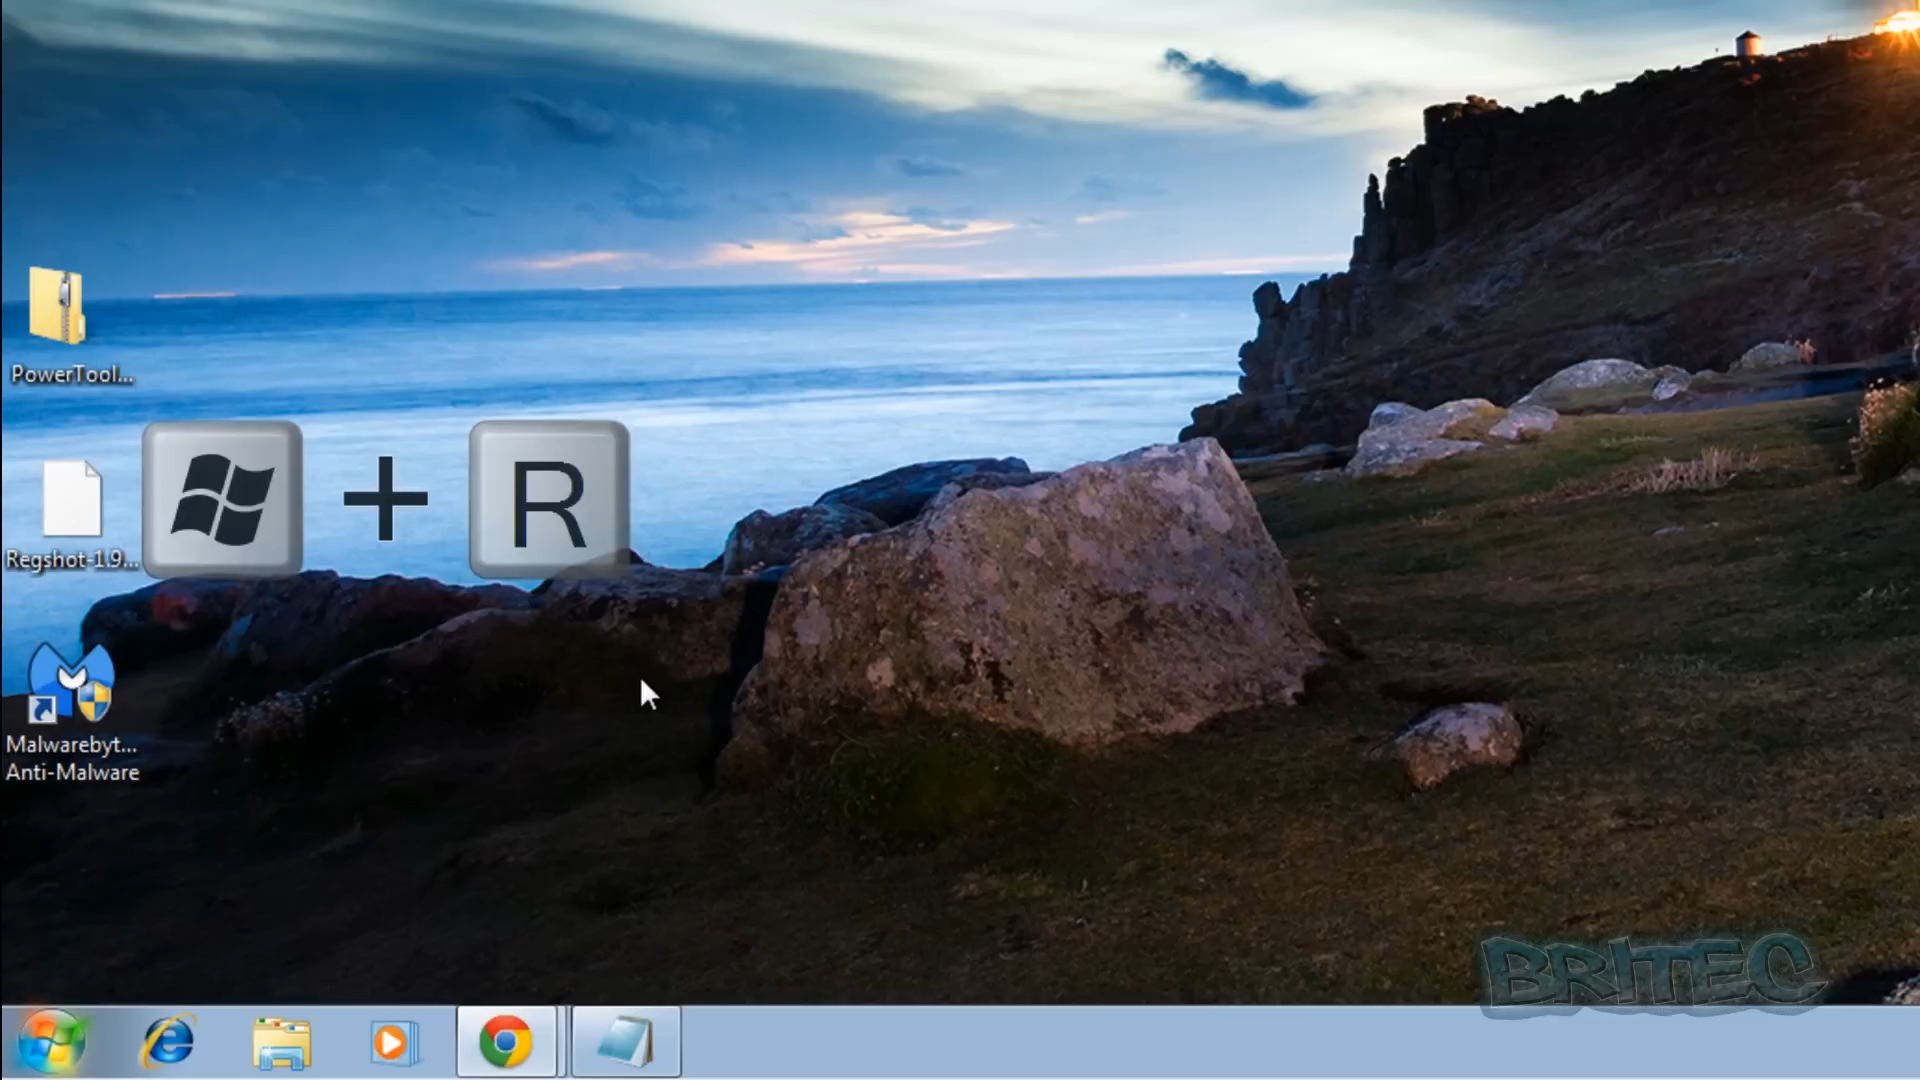 PowerTool...
+ R
Regshot-1.9...
Malwarebyt...
Anti-Malware
BRITEC